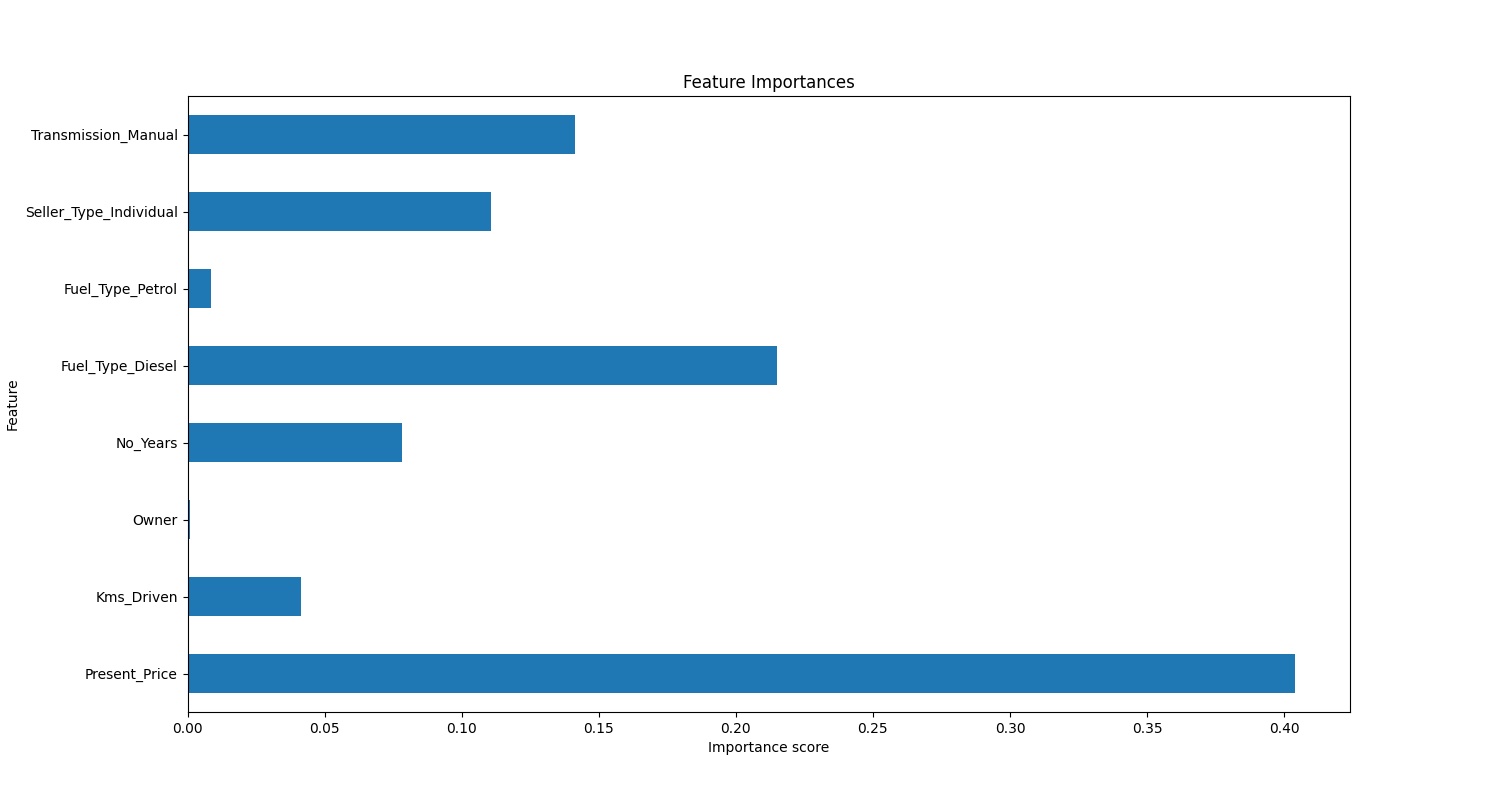 Feature Importances
Transmission_Manual
Seller_Type_Individual
Fuel_Type_Petrol
Fuel_Type_Diesel
No_Years
Owner
Kms_Driven
Present_Price
Feature
0.00 0.05 0.10 0.15 0.20 0.25 0.30 0.35 0.40
Importance score